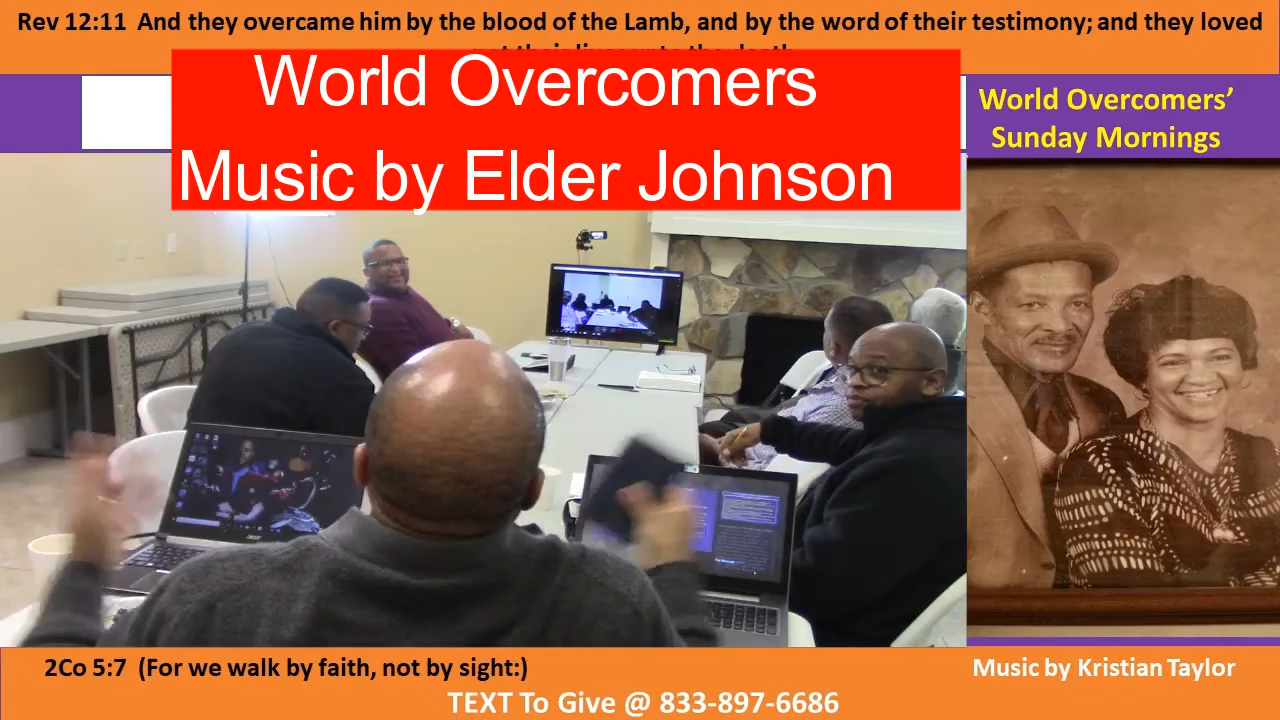 Rev 12:11 And they overcame him by the blood of the Lamb, and by the word of their testimony; and they loved
World Overcomers
Music by Elder Johnson
World Overcomers’
Sunday Mornings
2Co 5:7 (For we walk by faith, not by sight:)
Music by Kristian Taylor
TEXT To Give @ 833-897-6686